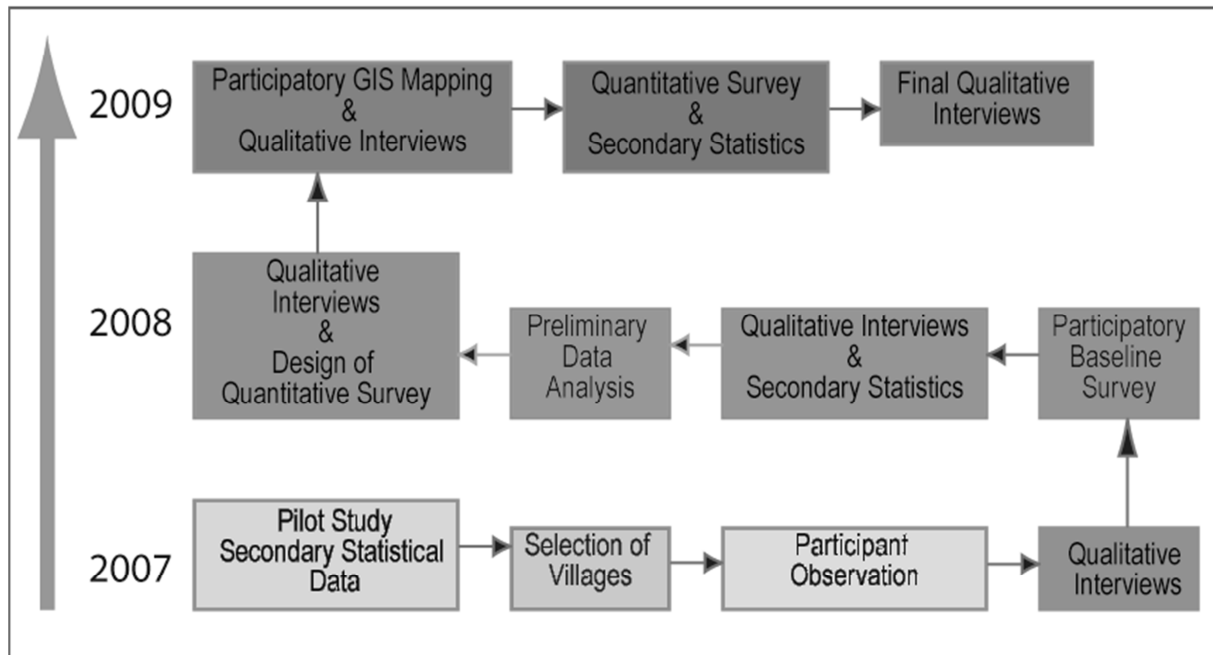 2009
Participatory GIS Mapping
&
Qualitative Interviews
Quantitative Survey
&
Secondary Statistics
Final Qualitative
Interviews
2008
Qualitative
Interviews
&
Design of
Quantitative Survey
Preliminary
Data
Analysis
Qualitative Interviews
&
Secondary Statistics
Participatory
Baseline
Survey
2007
Pilot Study
Secondary Statistical
Data
Selection of
Villages
Participant
Observation
Qualitative
Interviews